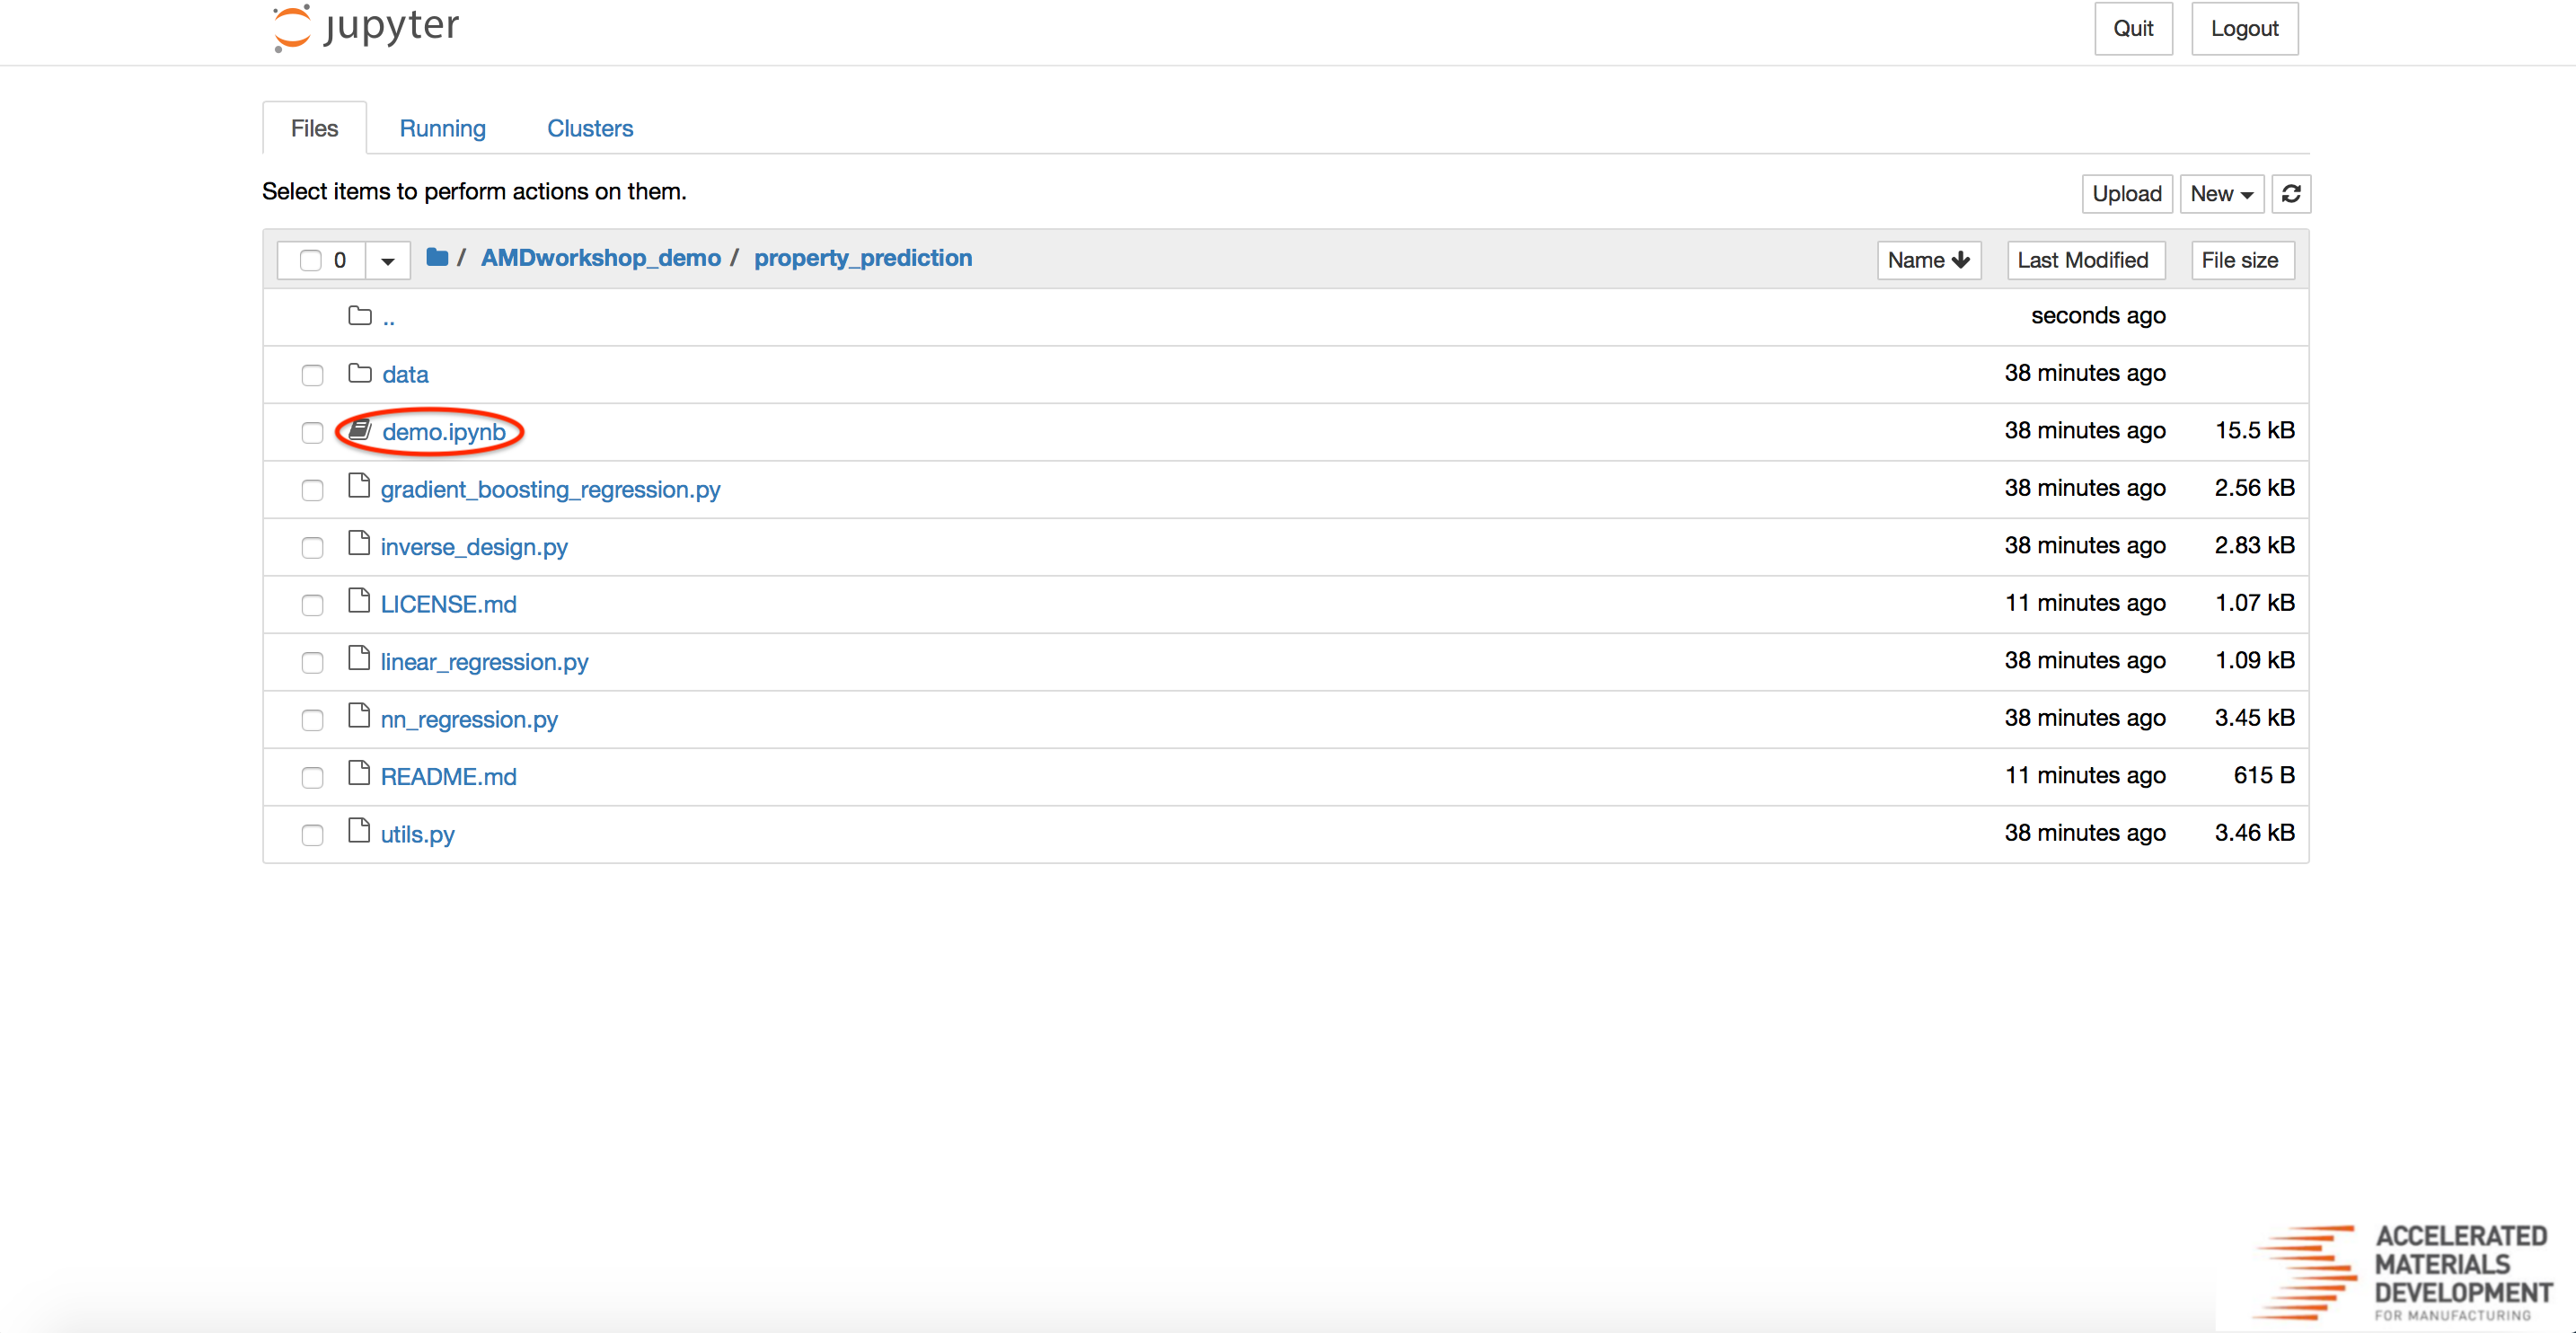 jupyter
Quit Logout
Files Running Clusters
Select items to perform actions on them.
Upload New
0 / AMDworkshop_demo / property_prediction Name Last Modified File size
.. seconds ago
data 38 minutes ago
demo.ipynb 38 minutes ago 15.5 kB
gradient_boosting_regression.py 38 minutes ago 2.56 kB
inverse_design.py 38 minutes ago 2.83 kB
LICENSE.md 11 minutes ago 1.07 kB
linear_regression.py 38 minutes ago 1.09 kB
nn_regression.py 38 minutes ago 3.45 kB
README.md 11 minutes ago 615 B
utils.py 38 minutes ago 3.46 kB
ACCELERATED
MATERIALS
DEVELOPMENT
FOR MANUFACTURING